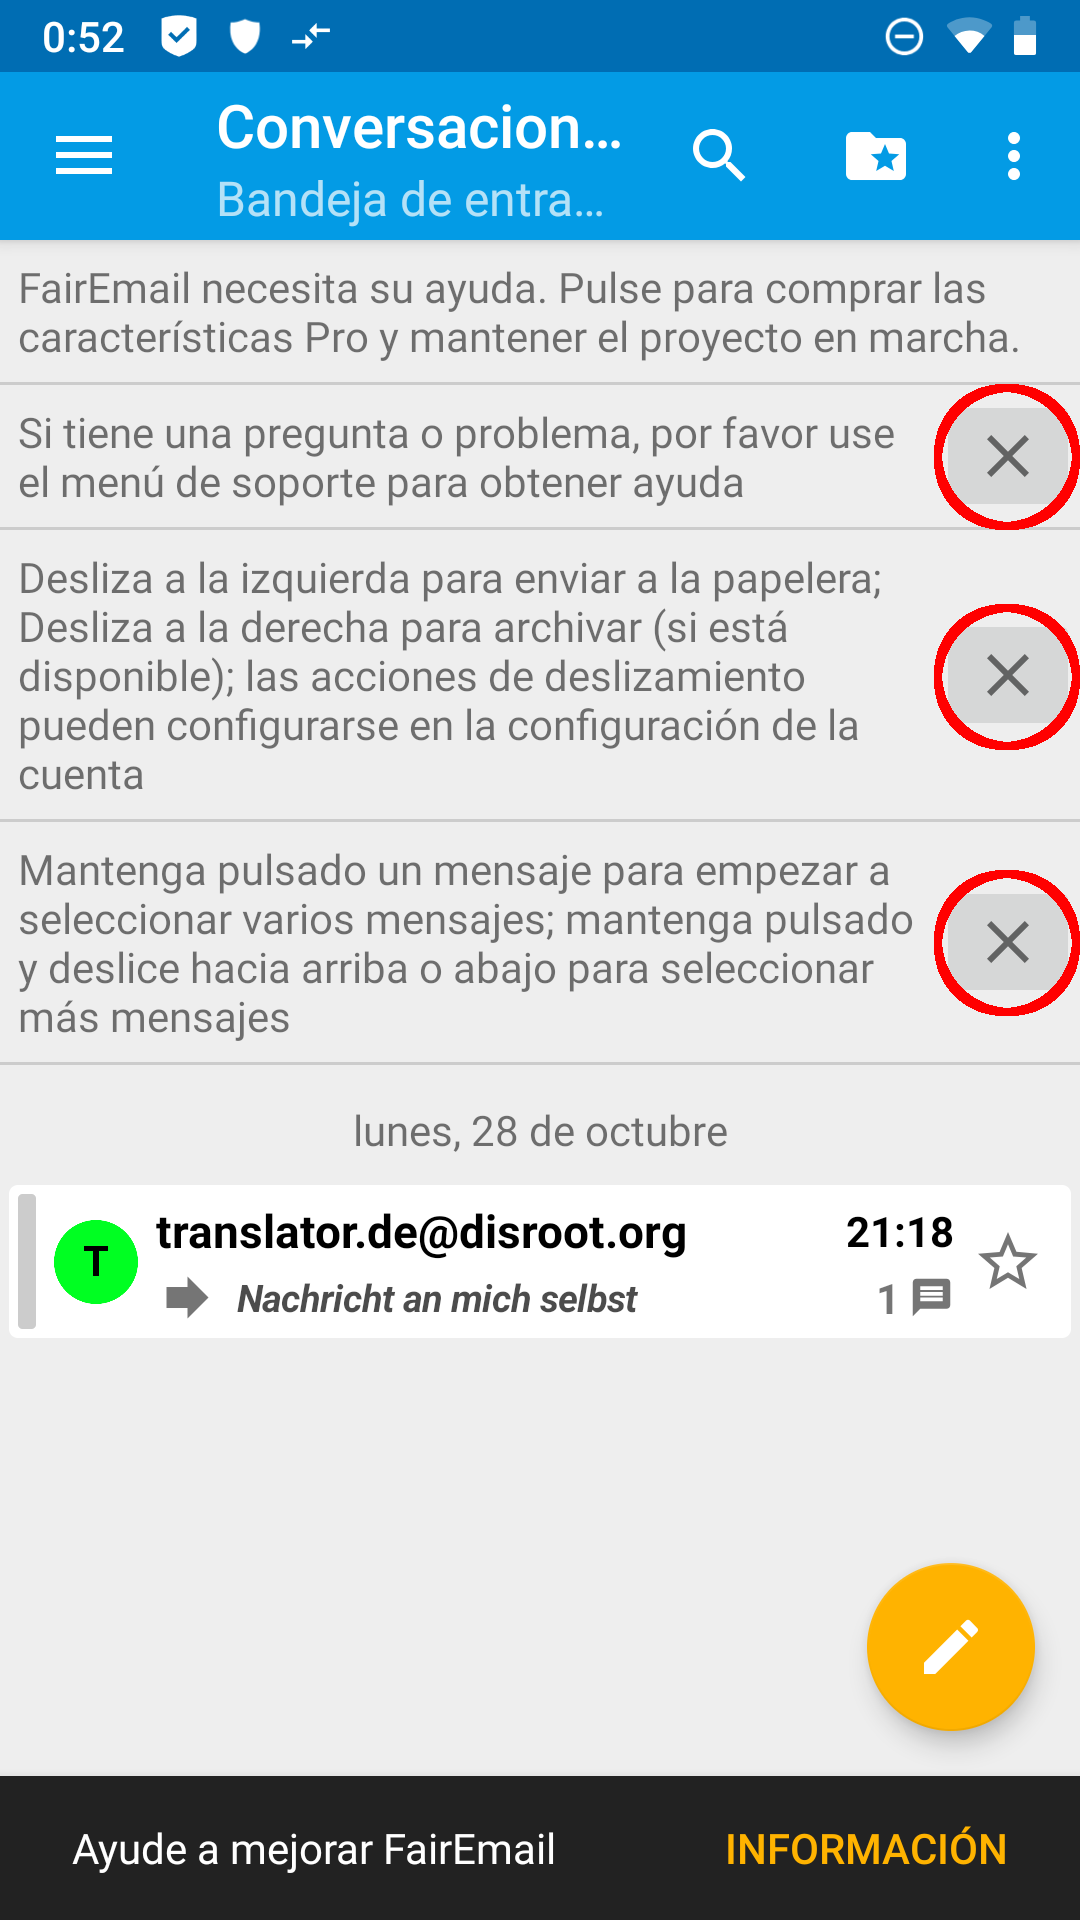 0:52
Conversacion...
Bandeja de entra...
FairEmail necesita su ayuda. Pulse para comprar las
características Pro y mantener el proyecto en marcha.
Si tiene una pregunta o problema, por favor use
el menú de soporte para obtener ayuda
Desliza a la izquierda para enviar a la papelera;
Desliza a la derecha para archivar (si está
disponible); las acciones de deslizamiento
pueden configurarse en la configuración de la
cuenta
Mantenga pulsado un mensaje para empezar a
seleccionar varios mensajes; mantenga pulsado
y deslice hacia arriba o abajo para seleccionar
más mensajes
lunes, 28 de octubre
T
translator.de@disroot.org 21:18
Nachricht an mich selbst 1
Ayude a mejorar FairEmail INFORMACIÓN